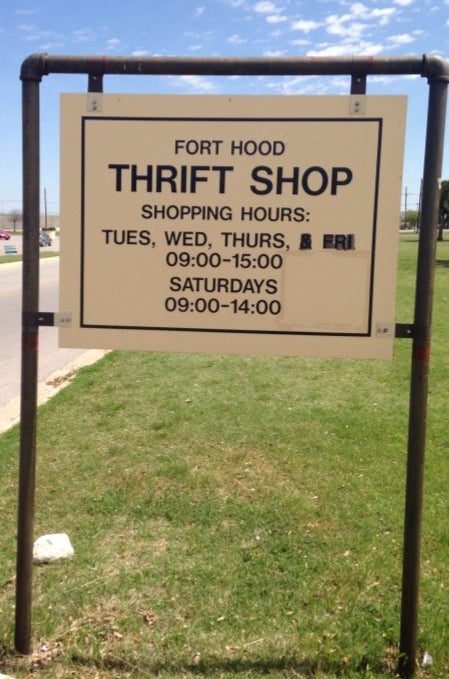 FORT HOOD
THRIFT SHOP
SHOPPING HOURS:
TUES, WED, THURS, & FRI
09:00-15:00
SATURDAYS
09:00-14:00